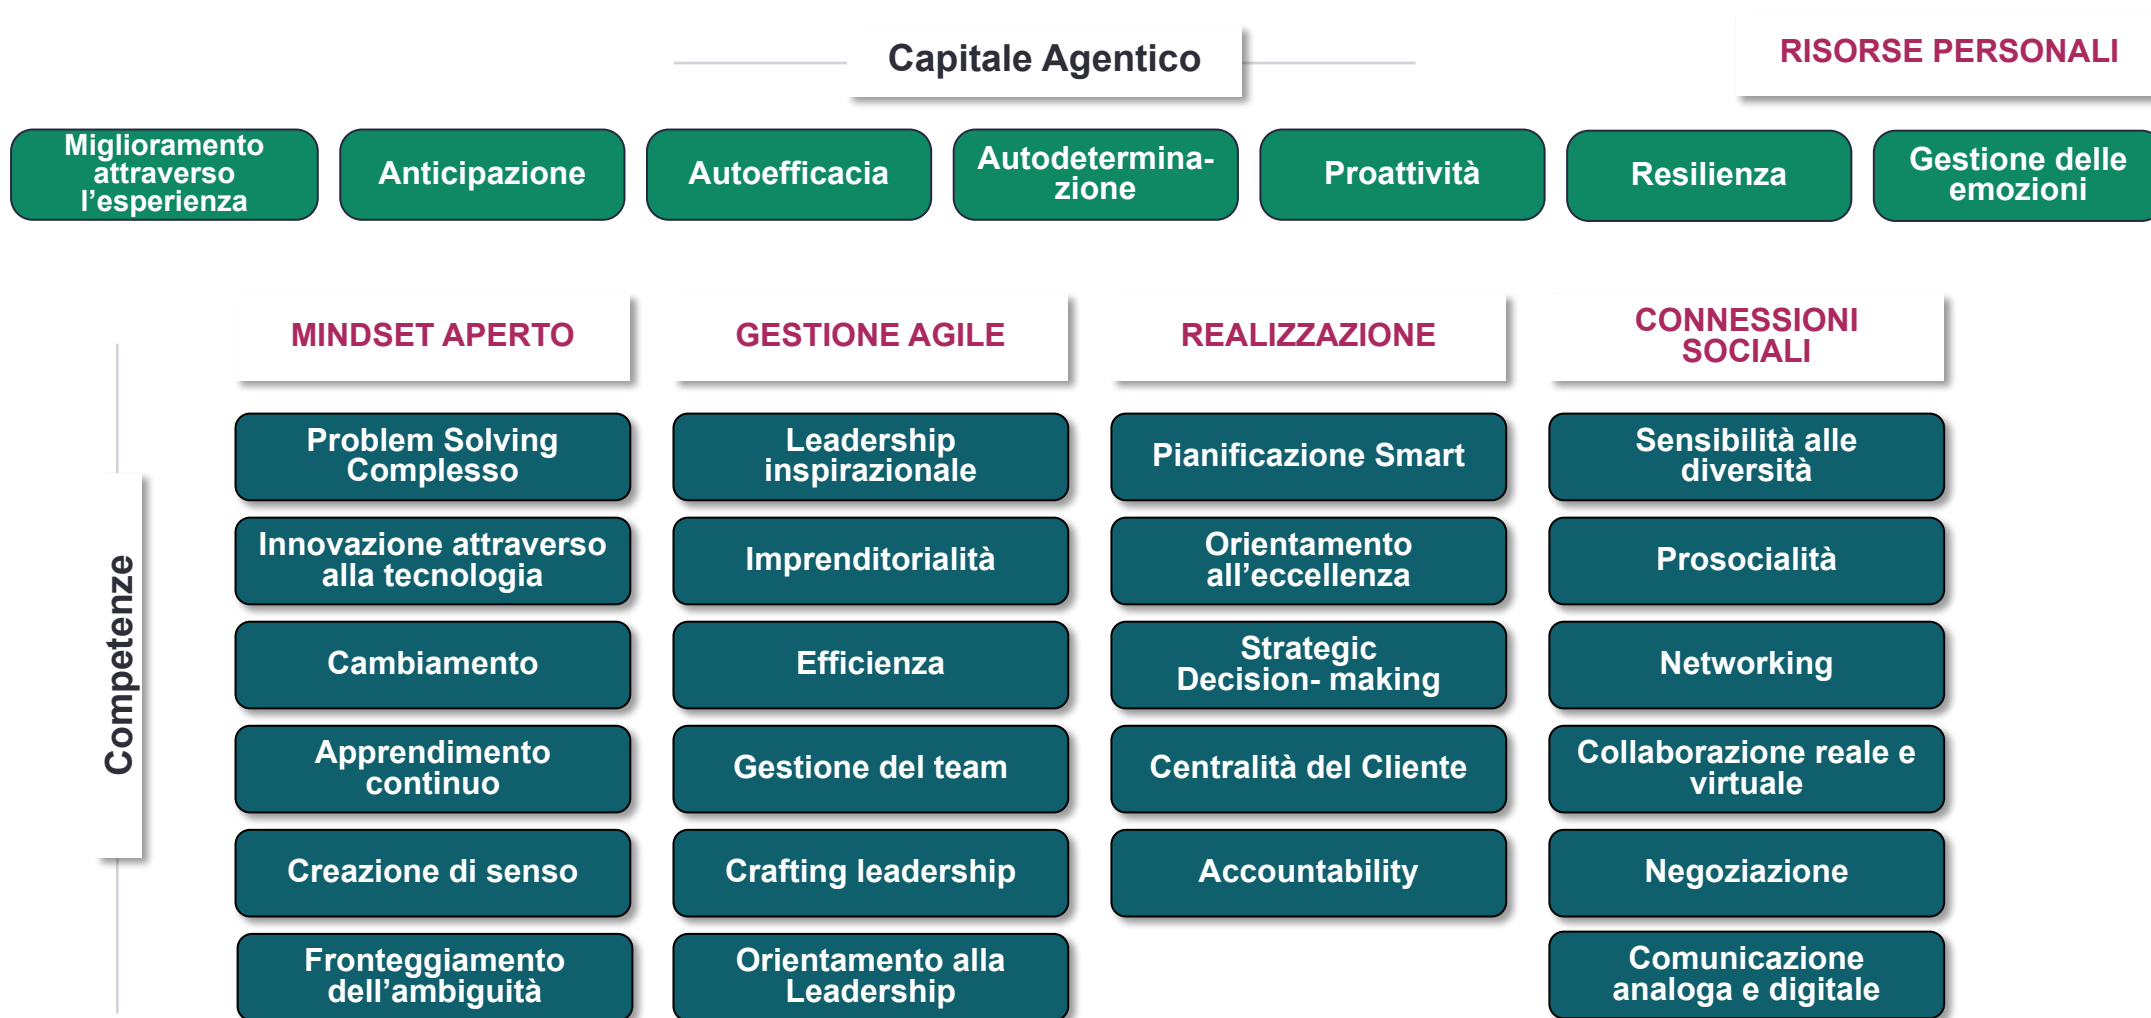 Capitale Agentico
RISORSE PERSONALI
Miglioramento
attraverso
l’esperienza
Anticipazione
Autoefficacia
Autodetermina-
zione
Proattività
Resilienza
Gestione delle
emozioni
Competenze
MINDSET APERTO
Problem Solving
Complesso
Innovazione attraverso
alla tecnologia
Cambiamento
Apprendimento
continuo
Creazione di senso
Fronteggiamento
dell’ambiguità
GESTIONE AGILE
Leadership
inspirazionale
Imprenditorialità
Efficienza
Gestione del team
Crafting leadership
Orientamento alla
Leadership
REALIZZAZIONE
Pianificazione Smart
Orientamento
all’eccellenza
Strategic
Decision- making
Centralità del Cliente
Accountability
CONNESSIONI
SOCIALI
Sensibilità alle
diversità
Prosocialità
Networking
Collaborazione reale e
virtuale
Negoziazione
Comunicazione
analoga e digitale